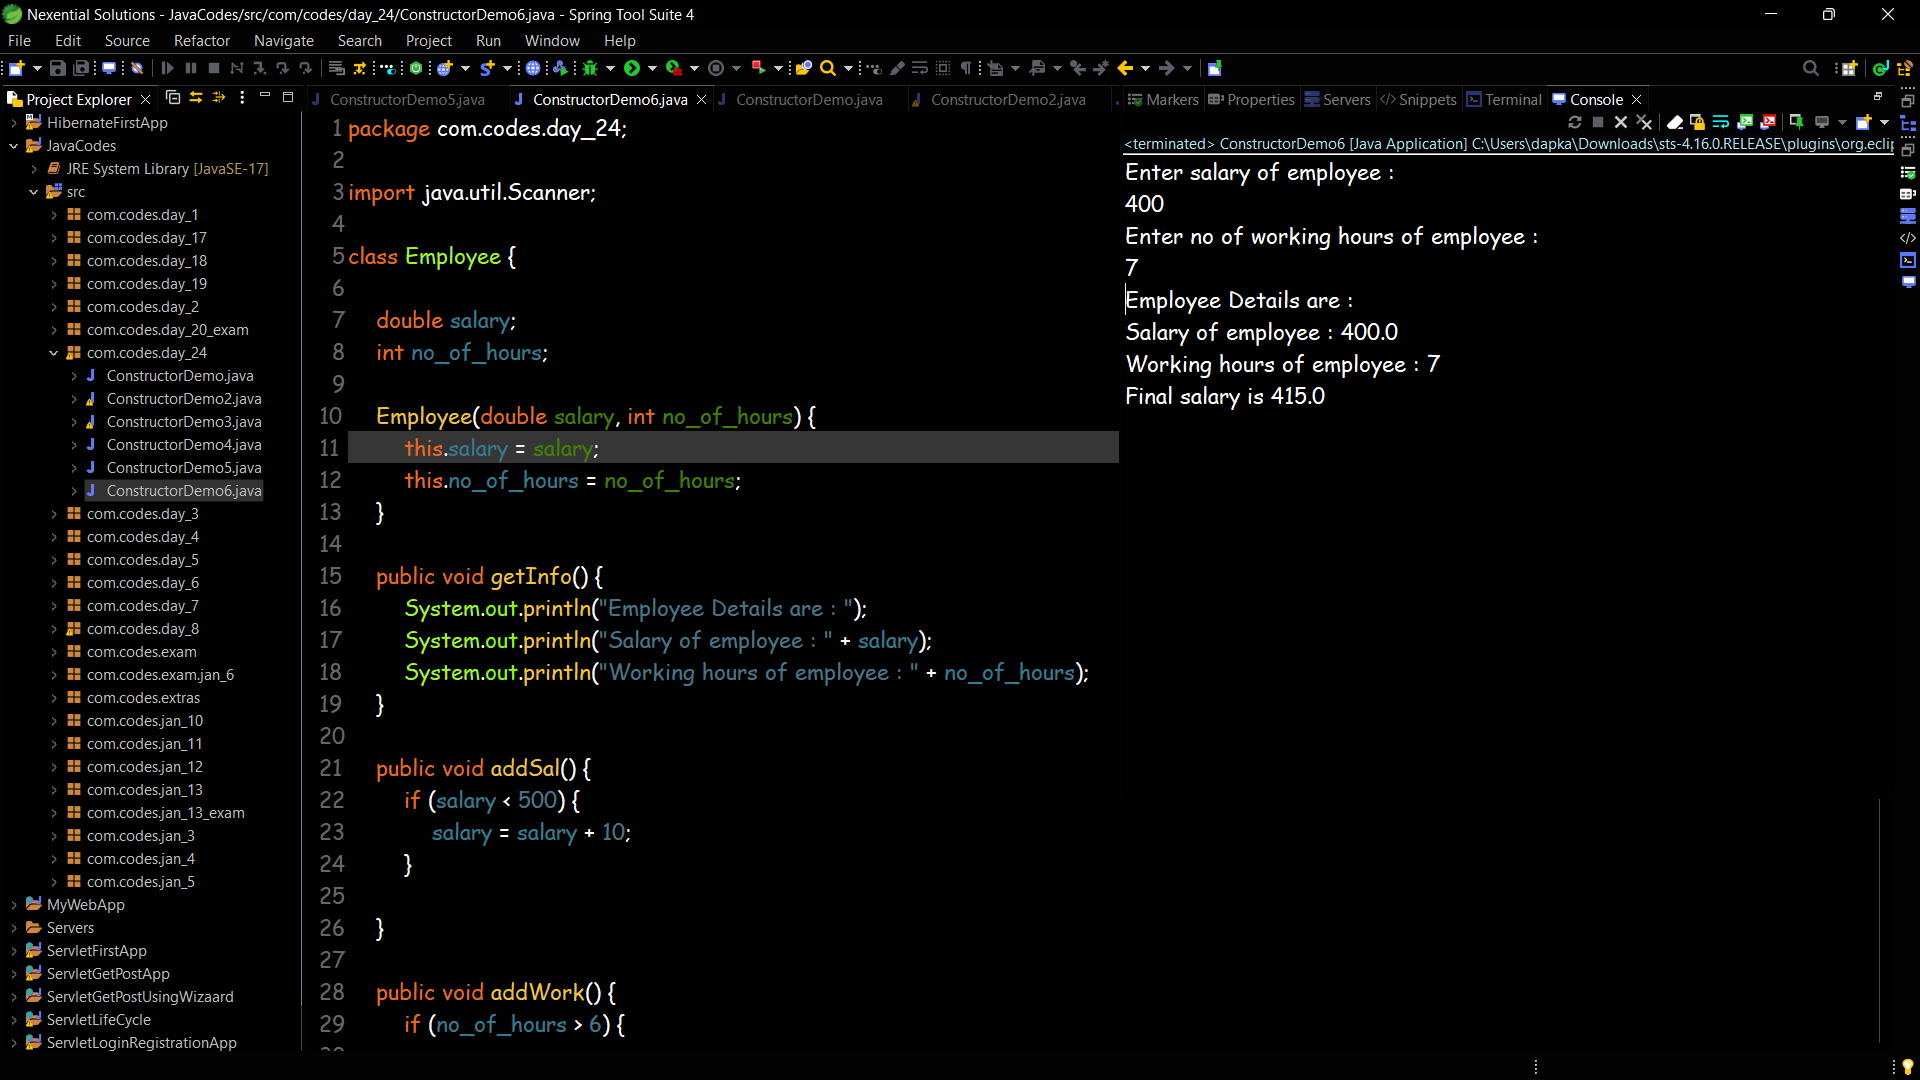 Nexential Solutions - JavaCodes/src/com/codes/day_24/ConstructorDemo6.java - Spring Tool Suite 4
File Edit Source Refactor Navigate Search Project Run Window Help
Project Explorer
HibernateFirstApp
JavaCodes
JRE System Library [JavaSE-17]
src
com.codes.day_1
com.codes.day_17
com.codes.day_18
com.codes.day_19
com.codes.day_2
com.codes.day_20_exam
com.codes.day_24
ConstructorDemo.java
ConstructorDemo2.java
ConstructorDemo3.java
ConstructorDemo4.java
ConstructorDemo5.java
ConstructorDemo6.java
com.codes.day_3
com.codes.day_4
com.codes.day_5
com.codes.day_6
com.codes.day_7
com.codes.day_8
com.codes.exam
com.codes.exam.jan_6
com.codes.extras
com.codes.jan_10
com.codes.jan_11
com.codes.jan_12
com.codes.jan_13
com.codes.jan_13_exam
com.codes.jan_3
com.codes.jan_4
com.codes.jan_5
MyWebApp
Servers
ServletFirstApp
ServletGetPostApp
ServletGetPostUsingWizaard
ServletLifeCycle
ServletLoginRegistrationApp
ConstructorDemo5.java ConstructorDemo6.java ConstructorDemo.java ConstructorDemo2.java
1 package com.codes.day_24;
2
3 import java.util.Scanner;
4
5 class Employee {
6
7 double salary;
8 int no_of_hours;
9
10 Employee(double salary, int no_of_hours) {
11 this.salary = salary;
12 this.no_of_hours = no_of_hours;
13 }
14
15 public void getInfo() {
16 System.out.println("Employee Details are : ");
17 System.out.println("Salary of employee : " + salary);
18 System.out.println("Working hours of employee : " + no_of_hours);
19 }
20
21 public void addSal() {
22 if (salary < 500) {
23 salary = salary + 10;
24 }
25
26 }
27
28 public void addWork() {
29 if (no_of_hours > 6) {
Markers Properties Servers Snippets Terminal Console
<terminated> ConstructorDemo6 [Java Application] C:\Users\dapka\Downloads\sts-4.16.0.RELEASE\plugins\org.eclip
Enter salary of employee :
400
Enter no of working hours of employee :
7
Employee Details are :
Salary of employee : 400.0
Working hours of employee : 7
Final salary is 415.0